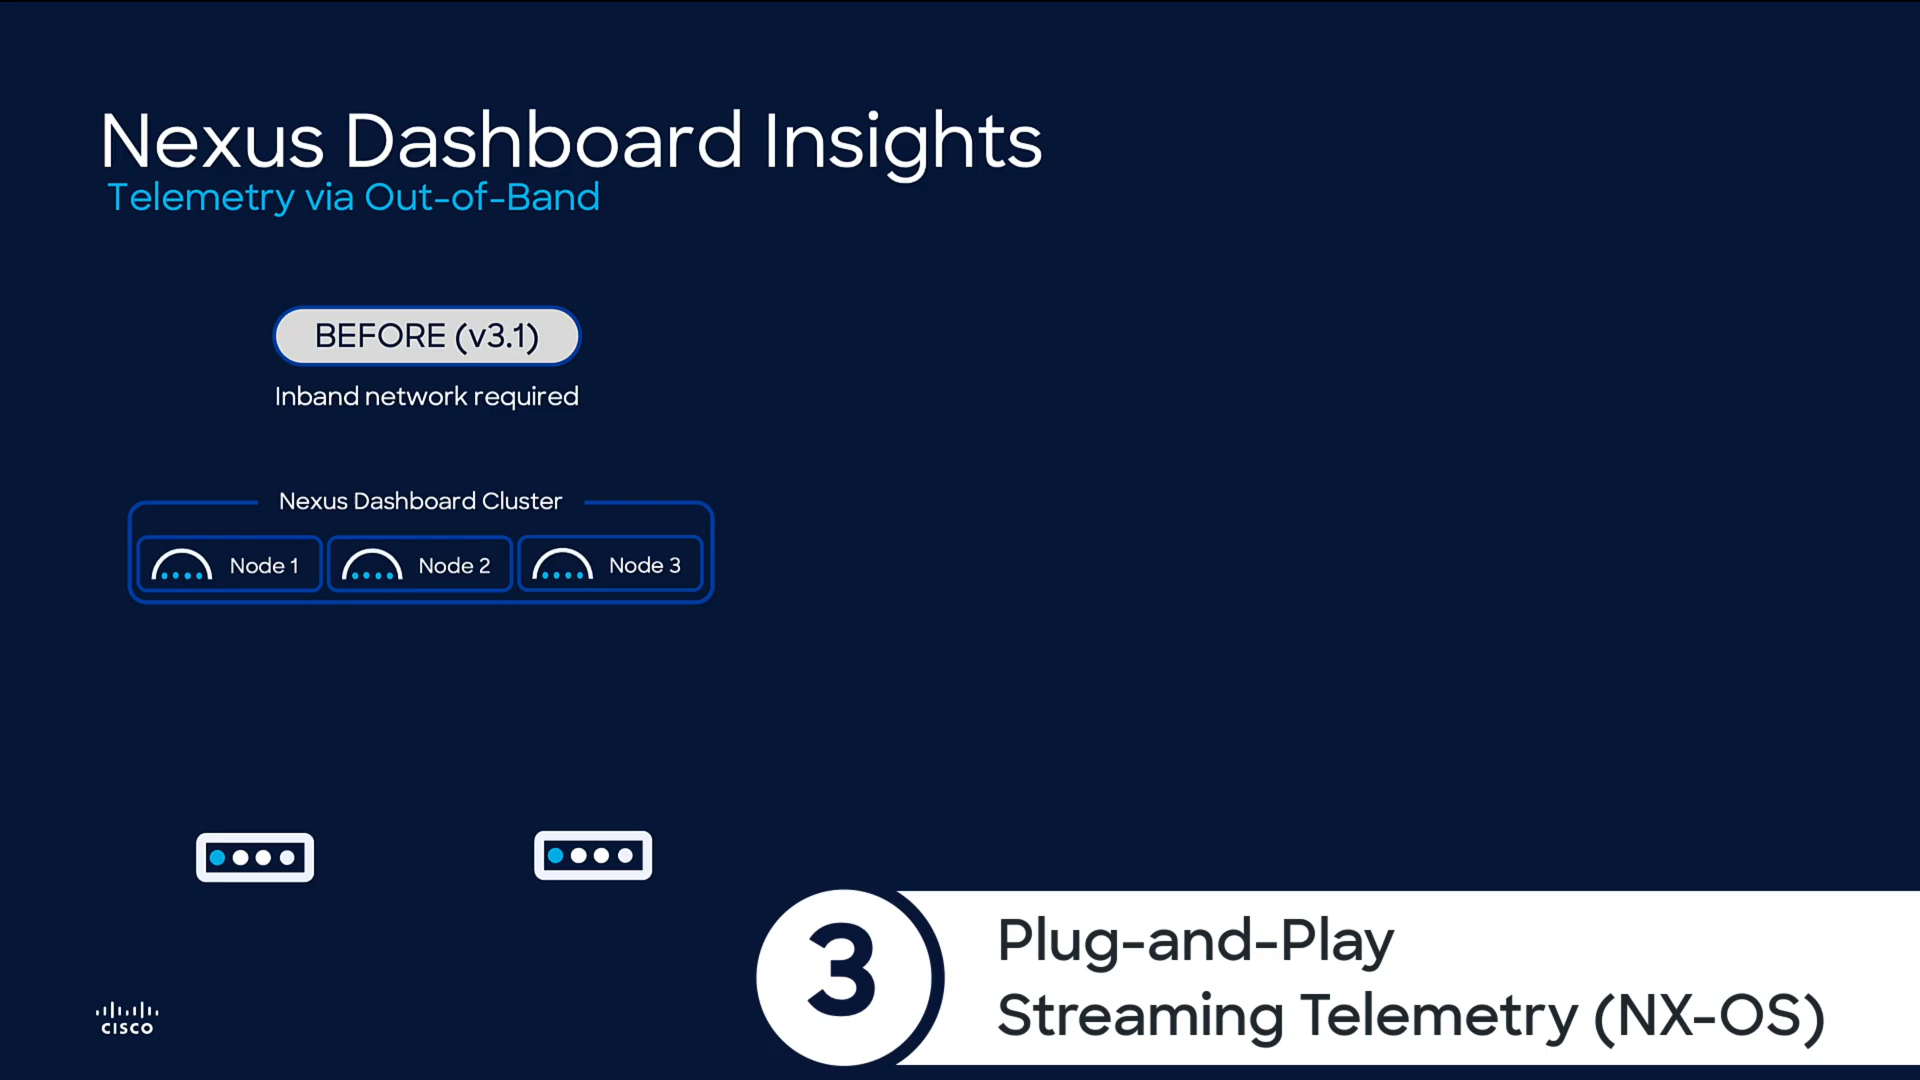 Nexus Dashboard Insights
Telemetry via Out-of-Band
BEFORE (v3.1)
Inband network required
Nexus Dashboard Cluster
Node 1
Node 2
Node 3
3
Plug-and-Play
Streaming Telemetry (NX-OS)
CISCO